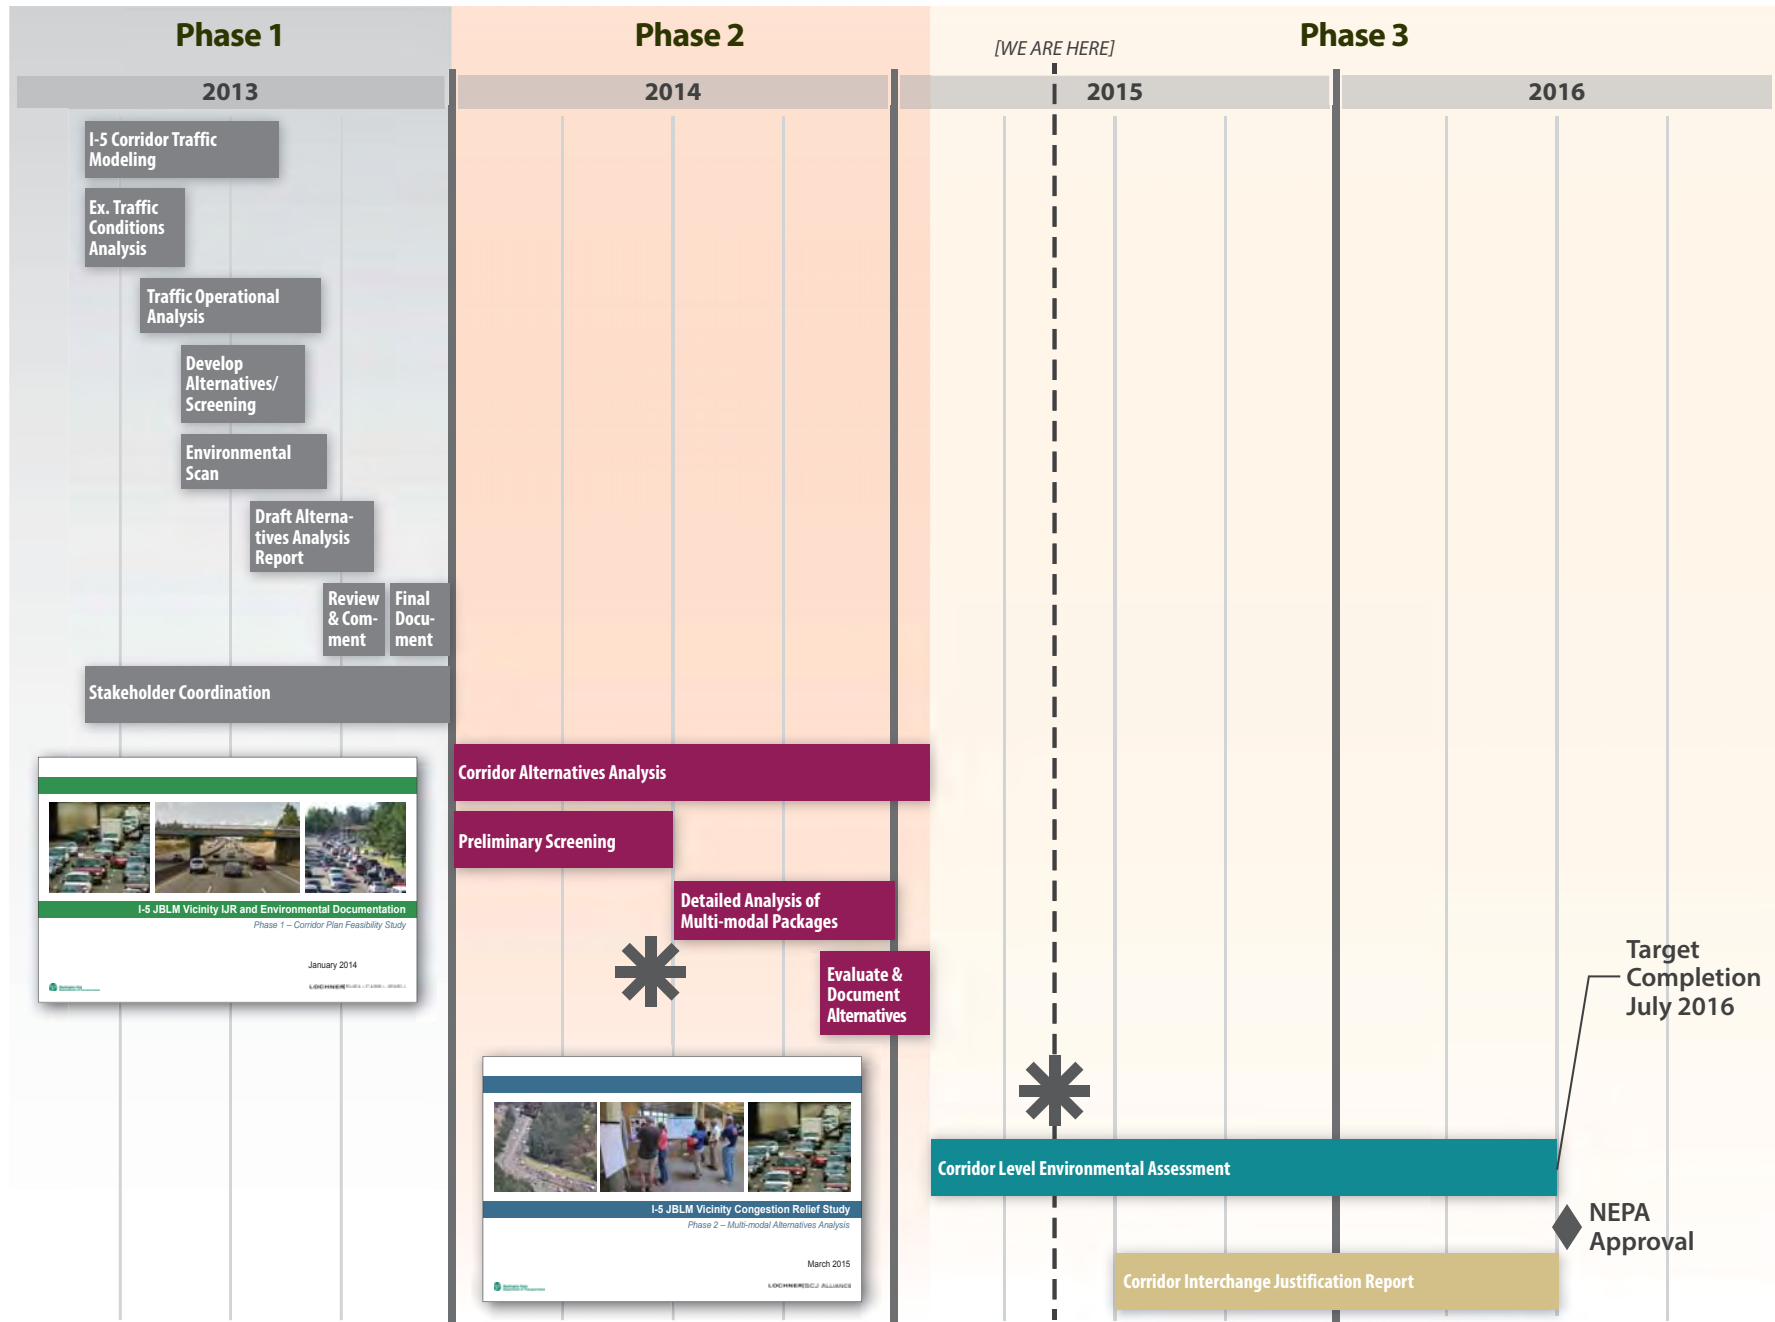 Phase 1
Phase 2
[WE ARE HERE]
Phase 3
2013
2014
2015
2016
I-5 Corridor Traffic
Modeling
Ex. Traffic
Conditions
Analysis
Traffic Operational
Analysis
Develop
Alternatives/
Screening
Environmental
Scan
Draft Alterna-
tives Analysis
Report
Review
& Com-
ment
Final
Docu-
ment
Stakeholder Coordination
Corridor Alternatives Analysis
Preliminary Screening
Detailed Analysis of
Multi-modal Packages
Evaluate &
Document
Alternatives
I-5 JBLM Vicinity IJR and Environmental Documentation
Phase 1 – Corridor Plan Feasibility Study
January 2014
LOCHNER
I-5 JBLM Vicinity Congestion Relief Study
Phase 2 – Multi-modal Alternatives Analysis
March 2015
LOCHNER|SCJ ALLIANCE
Target
Completion
July 2016
Corridor Level Environmental Assessment
NEPA
Approval
Corridor Interchange Justification Report